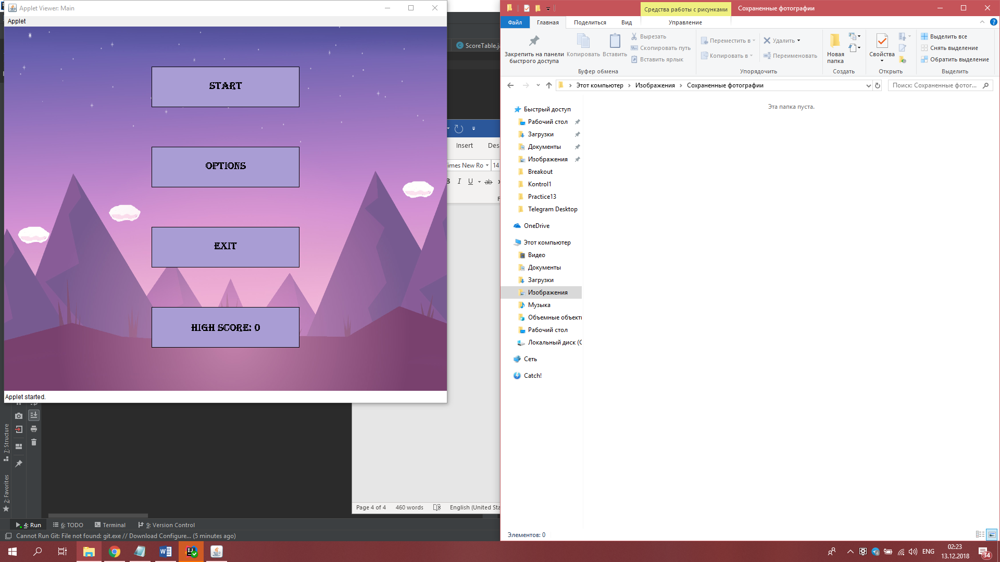 Applet Viewer: Main
Applet
START
OPTIONS
EXIT
HIGH SCORE: 0
Applet started.
ScoreTable.ja
Insert
Des
Times New Ro
14
B I U ab
Page 4 of 4
460 words
English (United Sta
7: Structure
2: Favorites
4: Run
6: TODO
Terminal
9: Version Control
Cannot Run Git: File not found: git.exe // Download Configure... (5 minutes ago)
Средства работы с рисунками
Сохраненные фотографии
Файл
Главная
Поделиться
Вид
Управление
Закрепить на панели
быстрого доступа
Копировать
Вставить
Вырезать
Скопировать путь
Вставить ярлык
Буфер обмена
Переместить в
Копировать в
Удалить
Переименовать
Упорядочить
Новая
папка
Создать
Свойства
Открыть
Выделить все
Снять выделение
Обратить выделение
Выделить
Этот компьютер
Изображения
Сохраненные фотографии
Поиск: Сохраненные фотог...
Эта папка пуста.
Быстрый доступ
Рабочий стол
Загрузки
Документы
Изображения
Breakout
Kontrol1
Practice13
Telegram Desktop
OneDrive
Этот компьютер
Видео
Документы
Загрузки
Изображения
Музыка
Объемные объекты
Рабочий стол
Локальный диск (C
Сеть
Catch!
Элементов: 0
ENG
02:23
13.12.2018
34